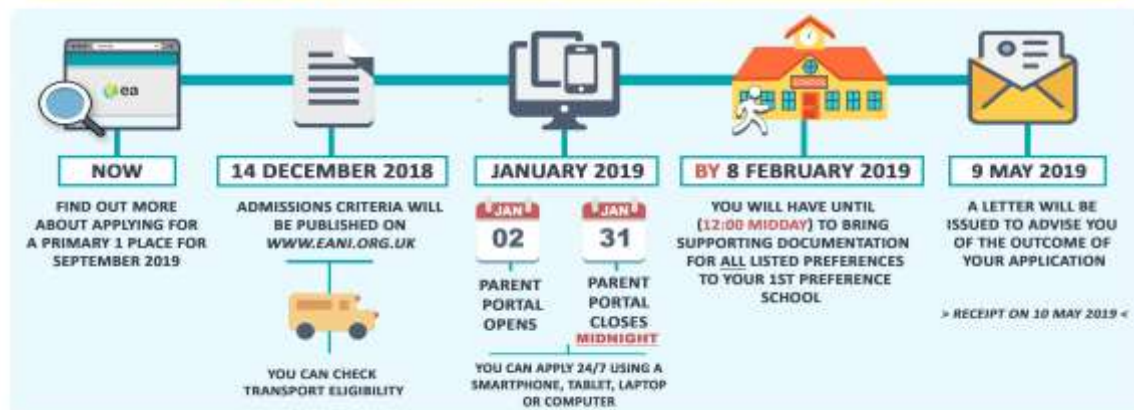 ea
NOW
FIND OUT MORE
ABOUT APPLYING FOR
A PRIMARY 1 PLACE FOR
SEPTEMBER 2019
14 DECEMBER 2018
ADMISSIONS CRITERIA WILL
BE PUBLISHED ON
WWW.EANI.ORG.UK
YOU CAN CHECK
TRANSPORT ELIGIBILITY
JANUARY 2019
JAN
02
PARENT
PORTAL
OPENS
JAN
31
PARENT
PORTAL
CLOSES
MIDNIGHT
YOU CAN APPLY 24/7 USING A
SMARTPHONE, TABLET, LAPTOP
OR COMPUTER
BY 8 FEBRUARY 2019
YOU WILL HAVE UNTIL
(12:00 MIDDAY) TO BRING
SUPPORTING DOCUMENTATION
FOR ALL LISTED PREFERENCES
TO YOUR 1ST PREFERENCE
SCHOOL
9 MAY 2019
A LETTER WILL BE
ISSUED TO ADVISE YOU
OF THE OUTCOME OF
YOUR APPLICATION
> RECEIPT ON 10 MAY 2019 <